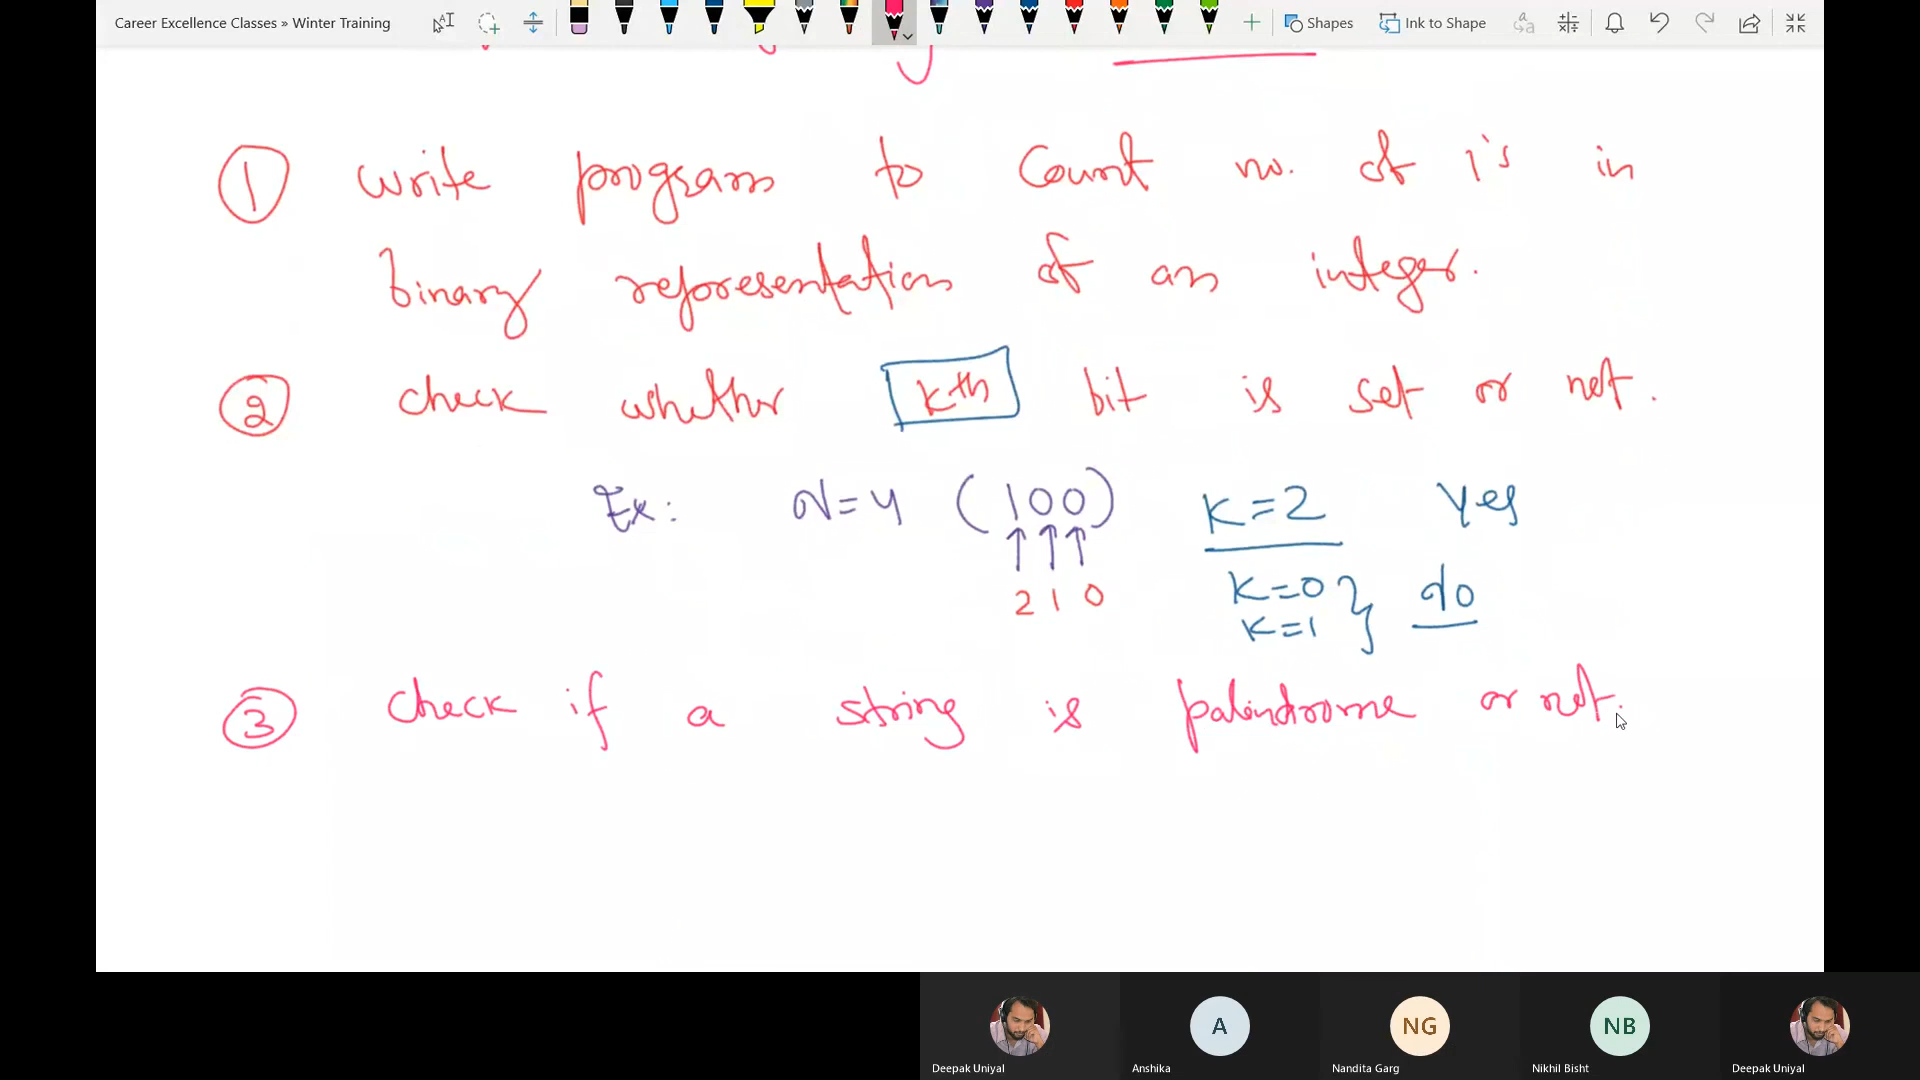 Career Excellence Classes » Winter Training
Shapes
Ink to Shape
① write program to count no. of 1's in
binary representation of an integer.
② check whether kth bit is set or not.
Ex: N=4 (100) K=2 Yes
2 1 0
K=0
K=1
③ check if a string is palindrome or not.
A NG NB
Deepak Uniyal Anshika Nandita Garg Nikhil Bisht Deepak Uniyal